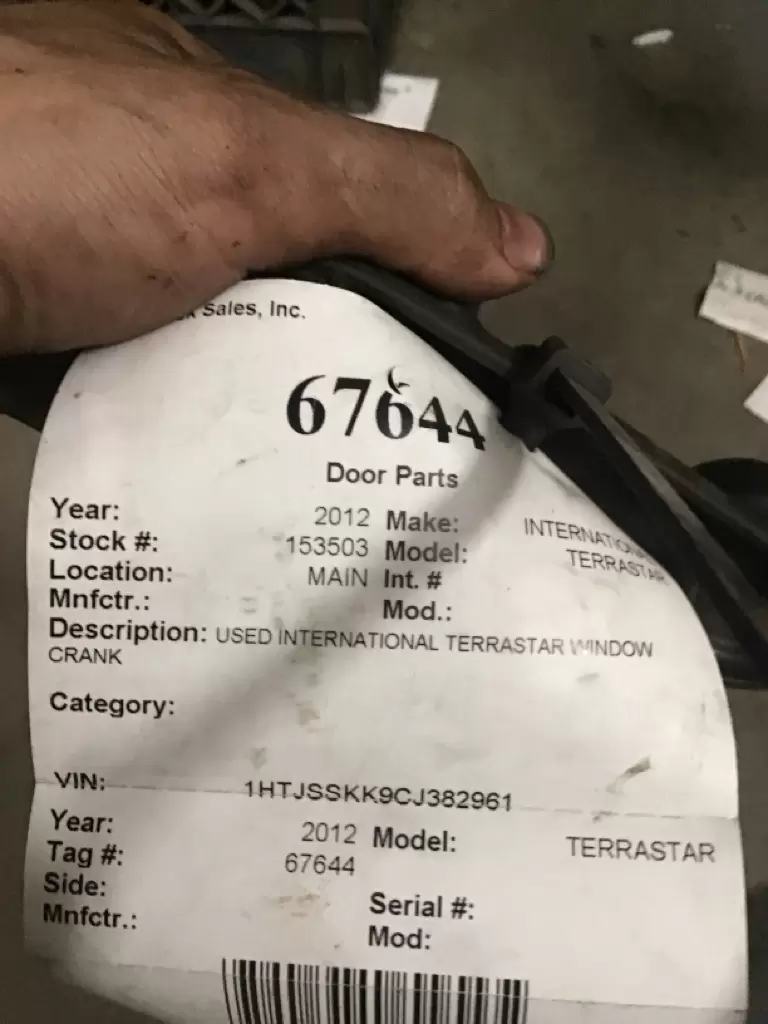 Sales, Inc.
67644
Door Parts
Year: 2012 Make: INTERNATIONAL
Stock #: 153503 Model: TERRASTAR
Location: MAIN Int. #
Mnfctr.: Mod.:
Description: USED INTERNATIONAL TERRASTAR WINDOW
CRANK
Category:
VIN: 1HTJSSKK9CJ382961
Year: 2012 Model: TERRASTAR
Tag #: 67644
Side: Serial #:
Mnfctr.: Mod: